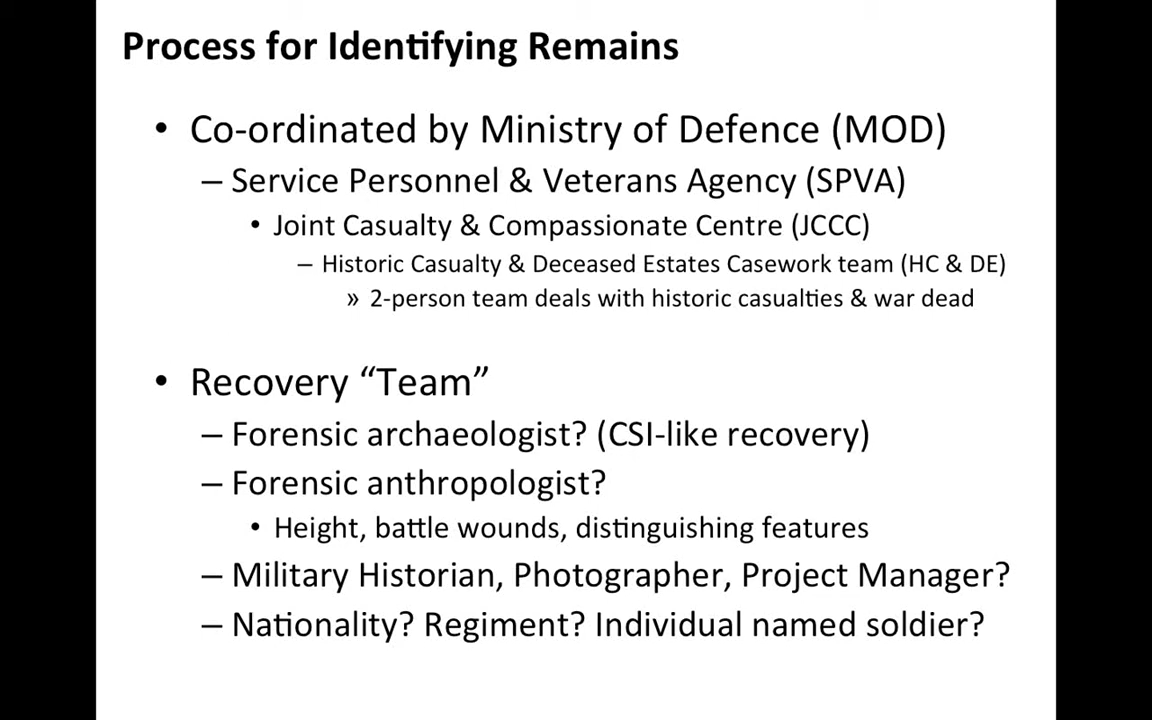 Process for Identifying Remains
• Co-ordinated by Ministry of Defence (MOD)
– Service Personnel & Veterans Agency (SPVA)
• Joint Casualty & Compassionate Centre (JCCC)
– Historic Casualty & Deceased Estates Casework team (HC & DE)
» 2-person team deals with historic casualties & war dead
• Recovery “Team”
– Forensic archaeologist? (CSI-like recovery)
– Forensic anthropologist?
• Height, battle wounds, distinguishing features
– Military Historian, Photographer, Project Manager?
– Nationality? Regiment? Individual named soldier?